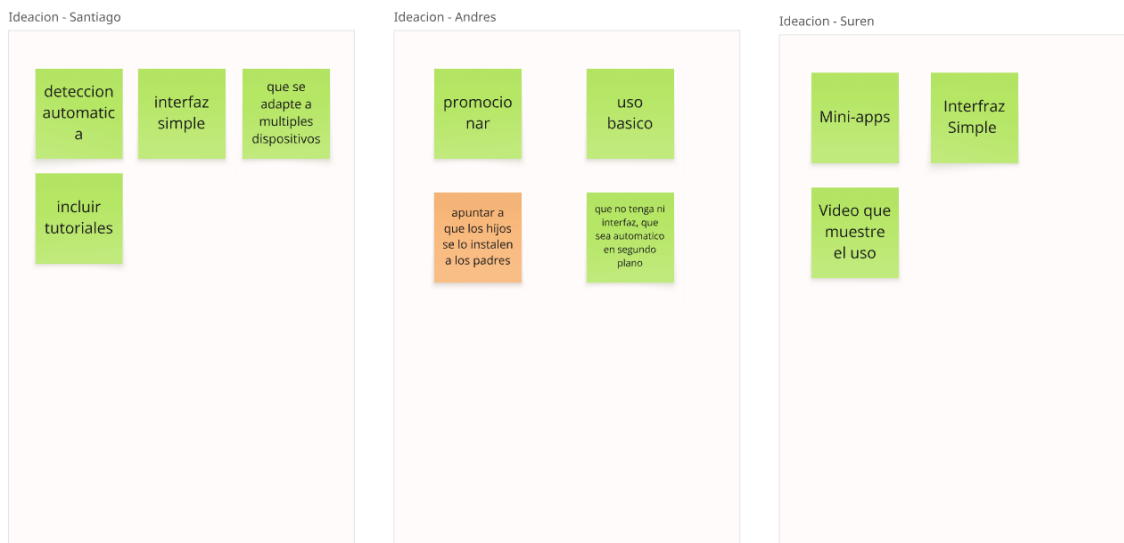 Ideacion - Santiago
deteccion
automatic
a
interfaz
simple
que se
adapte a
multiples
dispositivos
incluir
tutoriales
Ideacion - Andres
promocio
nar
uso
basico
apuntar a
que los hijos
se lo instalen
a los padres
que no tenga ni
interfaz, que
sea automatico
en segundo
plano
Ideacion - Suren
Mini-apps
Interfraz
Simple
Video que
muestre
el uso